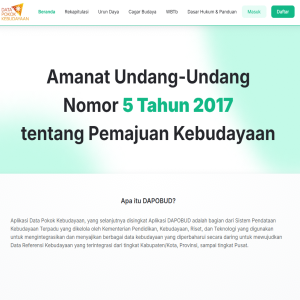 DATA
POKOK
KEBUDAYAAN
Beranda Rekapitulasi Urun Daya Cagar Budaya WBTb Dasar Hukum & Panduan Masuk Daftar
Amanat Undang-Undang
Nomor 5 Tahun 2017
tentang Pemajuan Kebudayaan
Apa itu DAPOBUD?
Aplikasi Data Pokok Kebudayaan, yang selanjutnya disingkat Aplikasi DAPOBUD adalah bagian dari Sistem Pendataan
Kebudayaan Terpadu yang dikelola oleh Kementerian Pendidikan, Kebudayaan, Riset, dan Teknologi yang digunakan
untuk mengintegrasikan dan menyajikan berbagai data kebudayaan yang diperbaharui secara daring untuk mewujudkan
Data Referensi Kebudayaan yang terintegrasi dari tingkat Kabupaten/Kota, Provinsi, sampai tingkat Pusat.